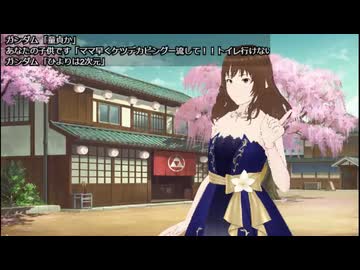 ガンダム「童貞か」
あなたの子供です「ママ早くケツデカピングー流して！！トイレ行けない
ガンダム「ひよりは2次元」